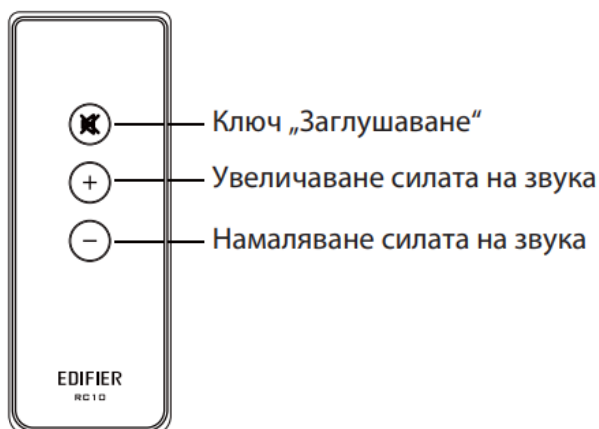 Ключ „Заглушаване“
+
Увеличаване силата на звука
−
Намаляване силата на звука
EDIFIER
RC10